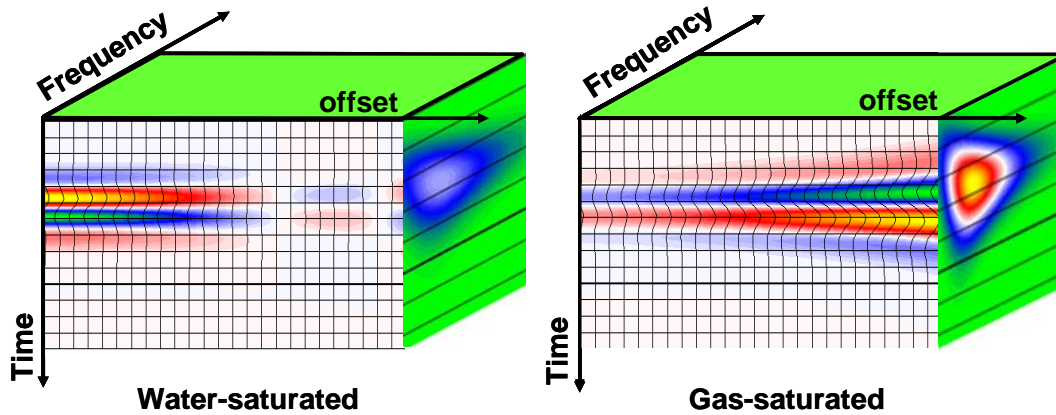 Frequency
offset
Time
Water-saturated
Frequency
offset
Time
Gas-saturated